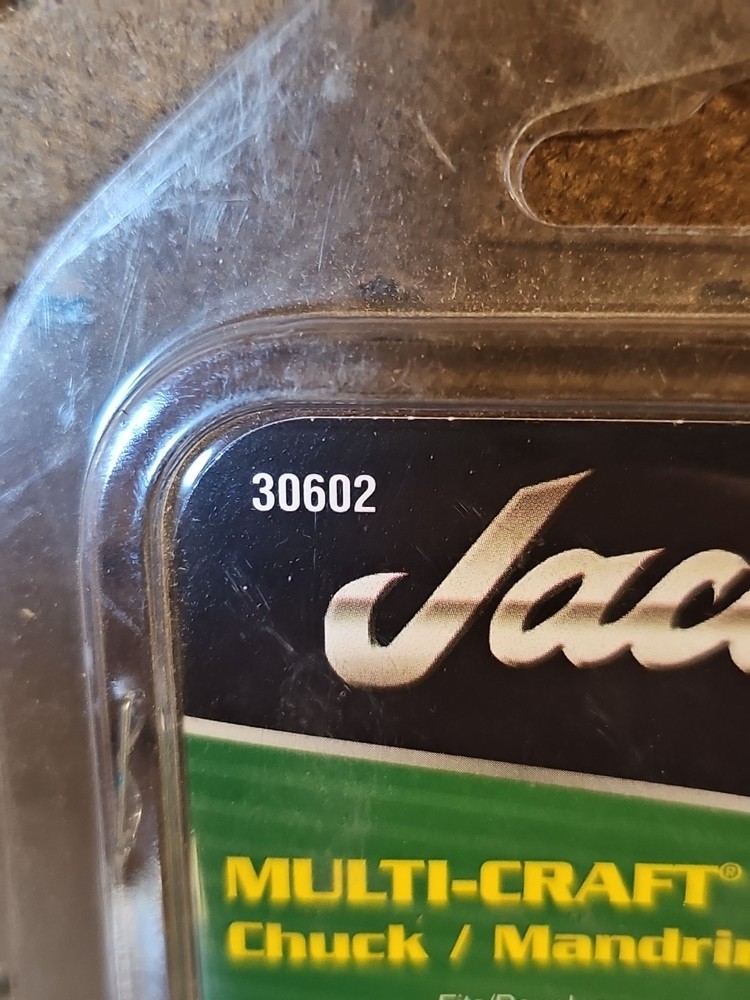 30602
Jac
MULTI-CRAFT®
Chuck / Mandri